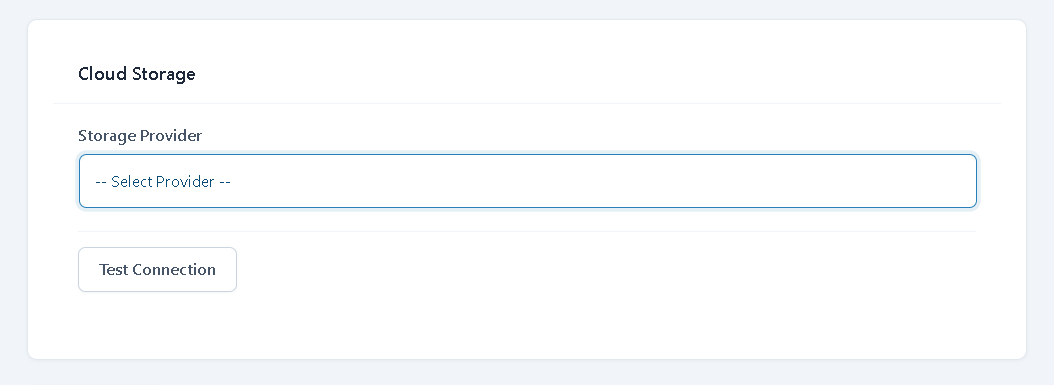 Cloud Storage
Storage Provider
-- Select Provider --
Test Connection